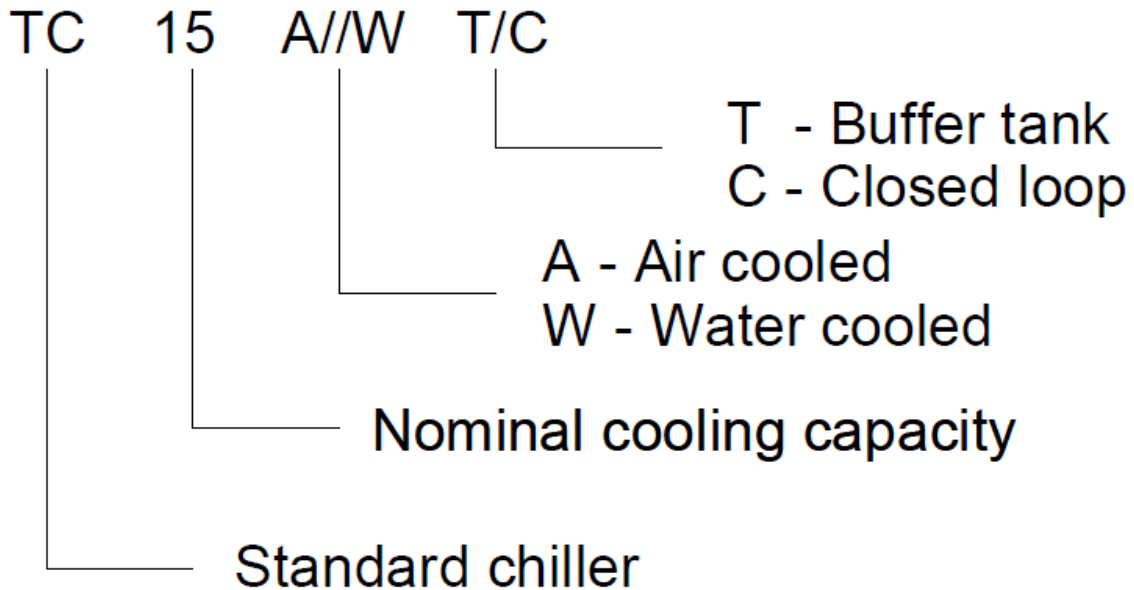 TC 15 A//W T/C
T - Buffer tank
C - Closed loop
A - Air cooled
W - Water cooled
Nominal cooling capacity
Standard chiller